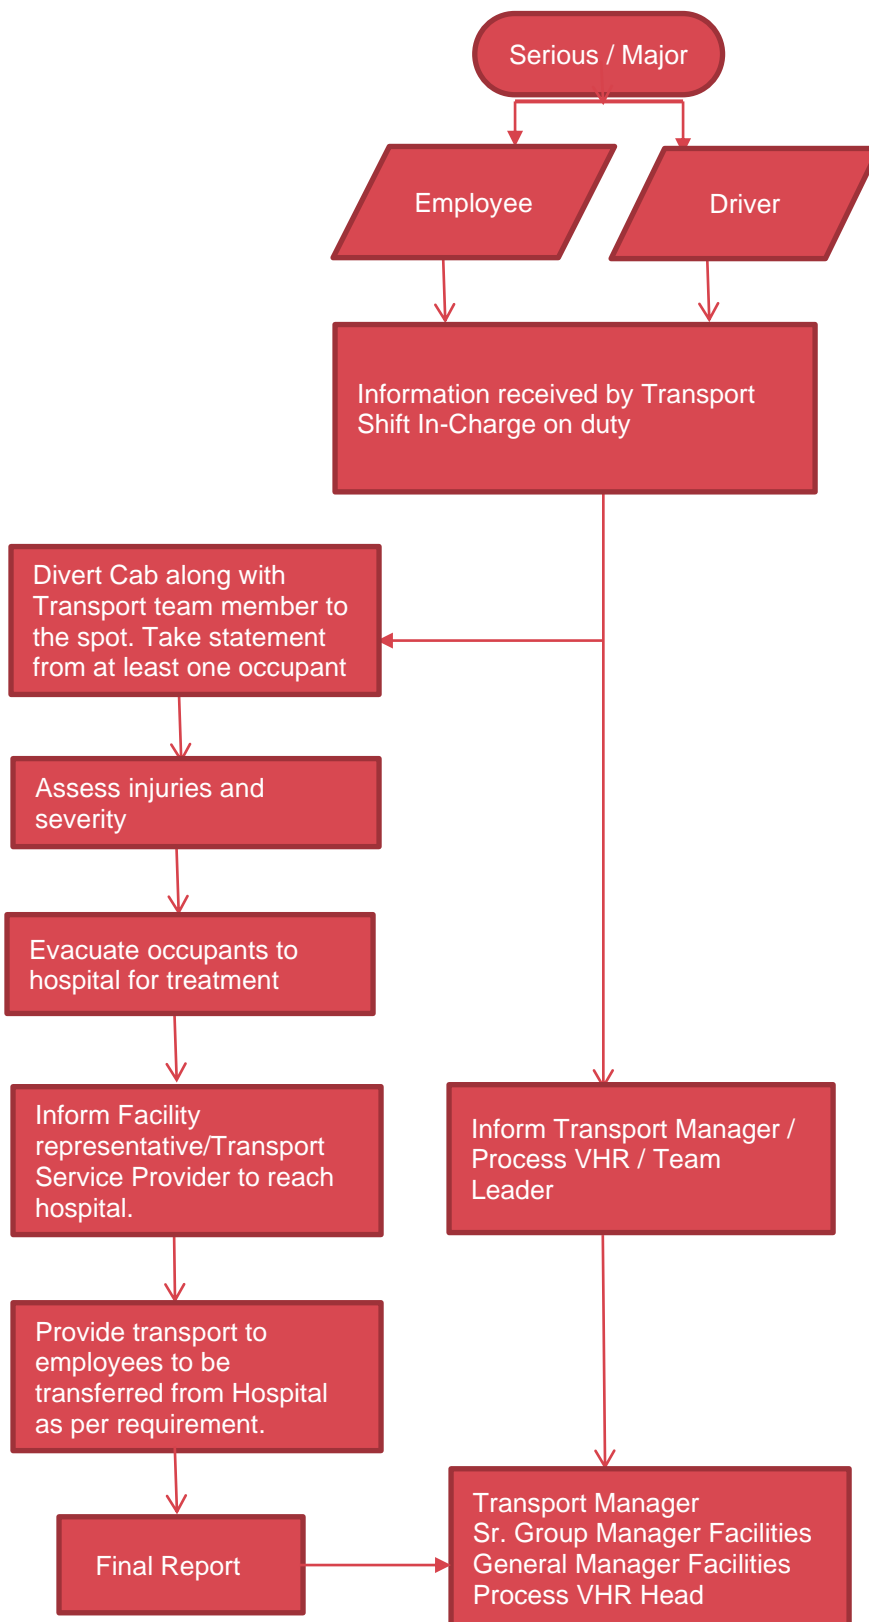 Serious / Major
Employee
Driver
Information received by Transport
Shift In-Charge on duty
Divert Cab along with
Transport team member to
the spot. Take statement
from at least one occupant
Assess injuries and
severity
Evacuate occupants to
hospital for treatment
Inform Facility
representative/Transport
Service Provider to reach
hospital.
Inform Transport Manager /
Process VHR / Team
Leader
Provide transport to
employees to be
transferred from Hospital
as per requirement.
Final Report
Transport Manager
Sr. Group Manager Facilities
General Manager Facilities
Process VHR Head